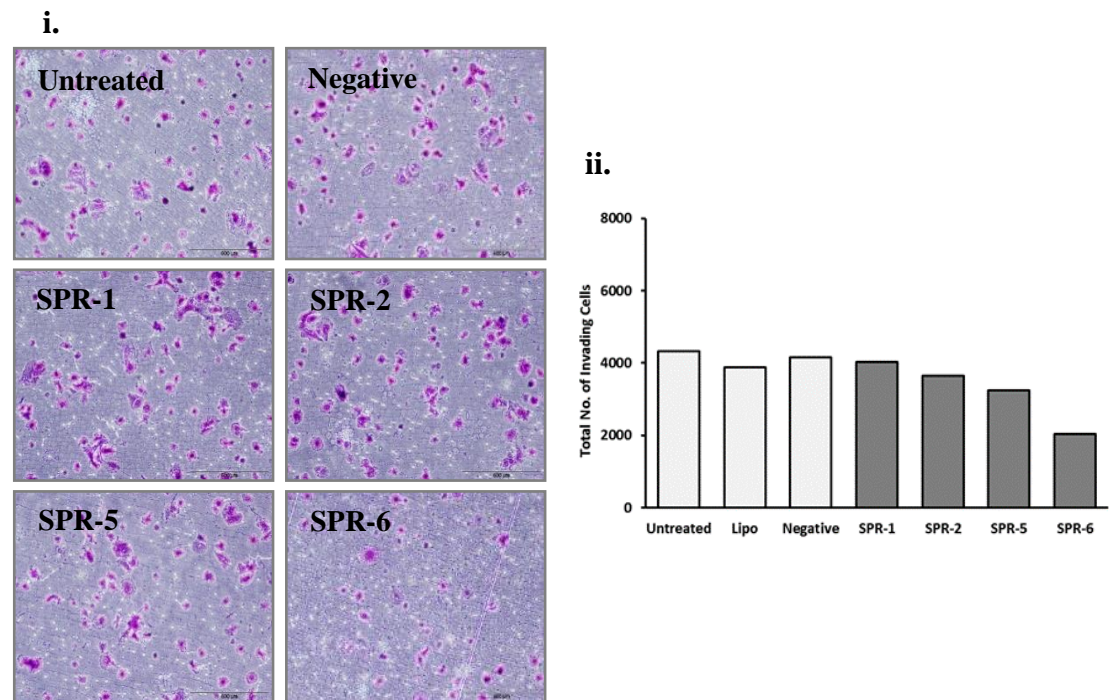 i.
Untreated
Negative
SPR-1
SPR-2
SPR-5
SPR-6
ii.
8000
6000
4000
2000
0
Total No. of Invading Cells
Untreated Lipo Negative SPR-1 SPR-2 SPR-5 SPR-6